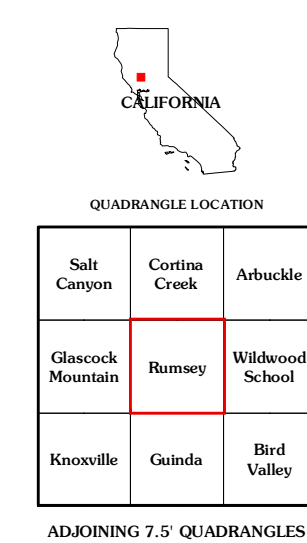 CALIFORNIA
QUADRANGLE LOCATION
Salt
Canyon
Cortina
Creek
Arbuckle
Glascock
Mountain
Rumsey
Wildwood
School
Knoxville
Guinda
Bird
Valley
ADJOINING 7.5' QUADRANGLES